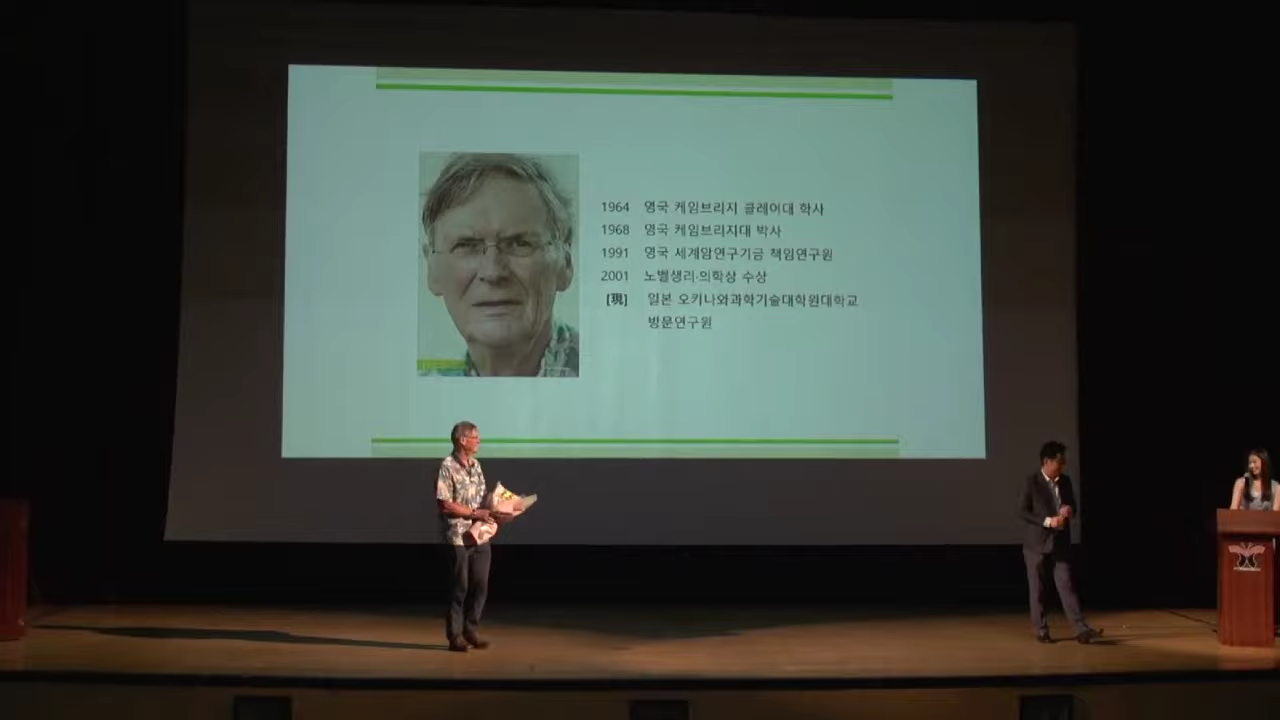 1964 영국 케임브리지 클레어대 학사
1968 영국 케임브리지대 박사
1991 영국 세계암연구기금 책임연구원
2001 노벨생리·의학상 수상
[現] 일본 오키나와과학기술대학원대학교
방문연구원